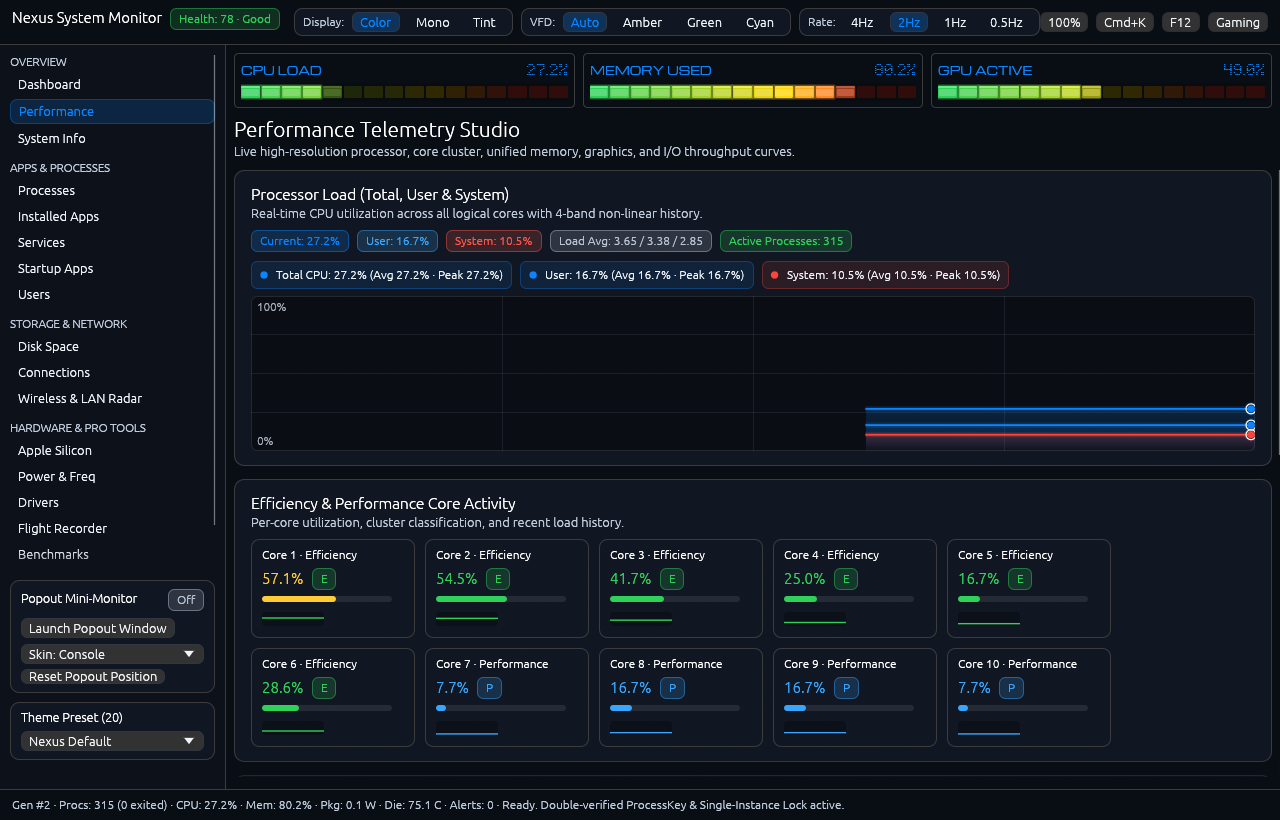 Nexus System Monitor Health: 78 · Good Display: Color Mono Tint VFD: Auto Amber Green Cyan Rate: 4Hz 2Hz 1Hz 0.5Hz 100% Cmd+K F12 Gaming
OVERVIEW
Dashboard
Performance
System Info
APPS & PROCESSES
Processes
Installed Apps
Services
Startup Apps
Users
STORAGE & NETWORK
Disk Space
Connections
Wireless & LAN Radar
HARDWARE & PRO TOOLS
Apple Silicon
Power & Freq
Drivers
Flight Recorder
Benchmarks
Popout Mini-Monitor Off
Launch Popout Window
Skin: Console
Reset Popout Position
Theme Preset (20)
Nexus Default
CPU LOAD 27.2%
MEMORY USED 80.2%
GPU ACTIVE 49.0%
Performance Telemetry Studio
Live high-resolution processor, core cluster, unified memory, graphics, and I/O throughput curves.
Processor Load (Total, User & System)
Real-time CPU utilization across all logical cores with 4-band non-linear history.
Current: 27.2% User: 16.7% System: 10.5% Load Avg: 3.65 / 3.38 / 2.85 Active Processes: 315
Total CPU: 27.2% (Avg 27.2% · Peak 27.2%) User: 16.7% (Avg 16.7% · Peak 16.7%) System: 10.5% (Avg 10.5% · Peak 10.5%)
100%
0%
Efficiency & Performance Core Activity
Per-core utilization, cluster classification, and recent load history.
Core 1 · Efficiency
57.1% E
Core 2 · Efficiency
54.5% E
Core 3 · Efficiency
41.7% E
Core 4 · Efficiency
25.0% E
Core 5 · Efficiency
16.7% E
Core 6 · Efficiency
28.6% E
Core 7 · Performance
7.7% P
Core 8 · Performance
16.7% P
Core 9 · Performance
16.7% P
Core 10 · Performance
7.7% P
Gen #2 · Procs: 315 (0 exited) · CPU: 27.2% · Mem: 80.2% · Pkg: 0.1 W · Die: 75.1 C · Alerts: 0 · Ready. Double-verified ProcessKey & Single-Instance Lock active.